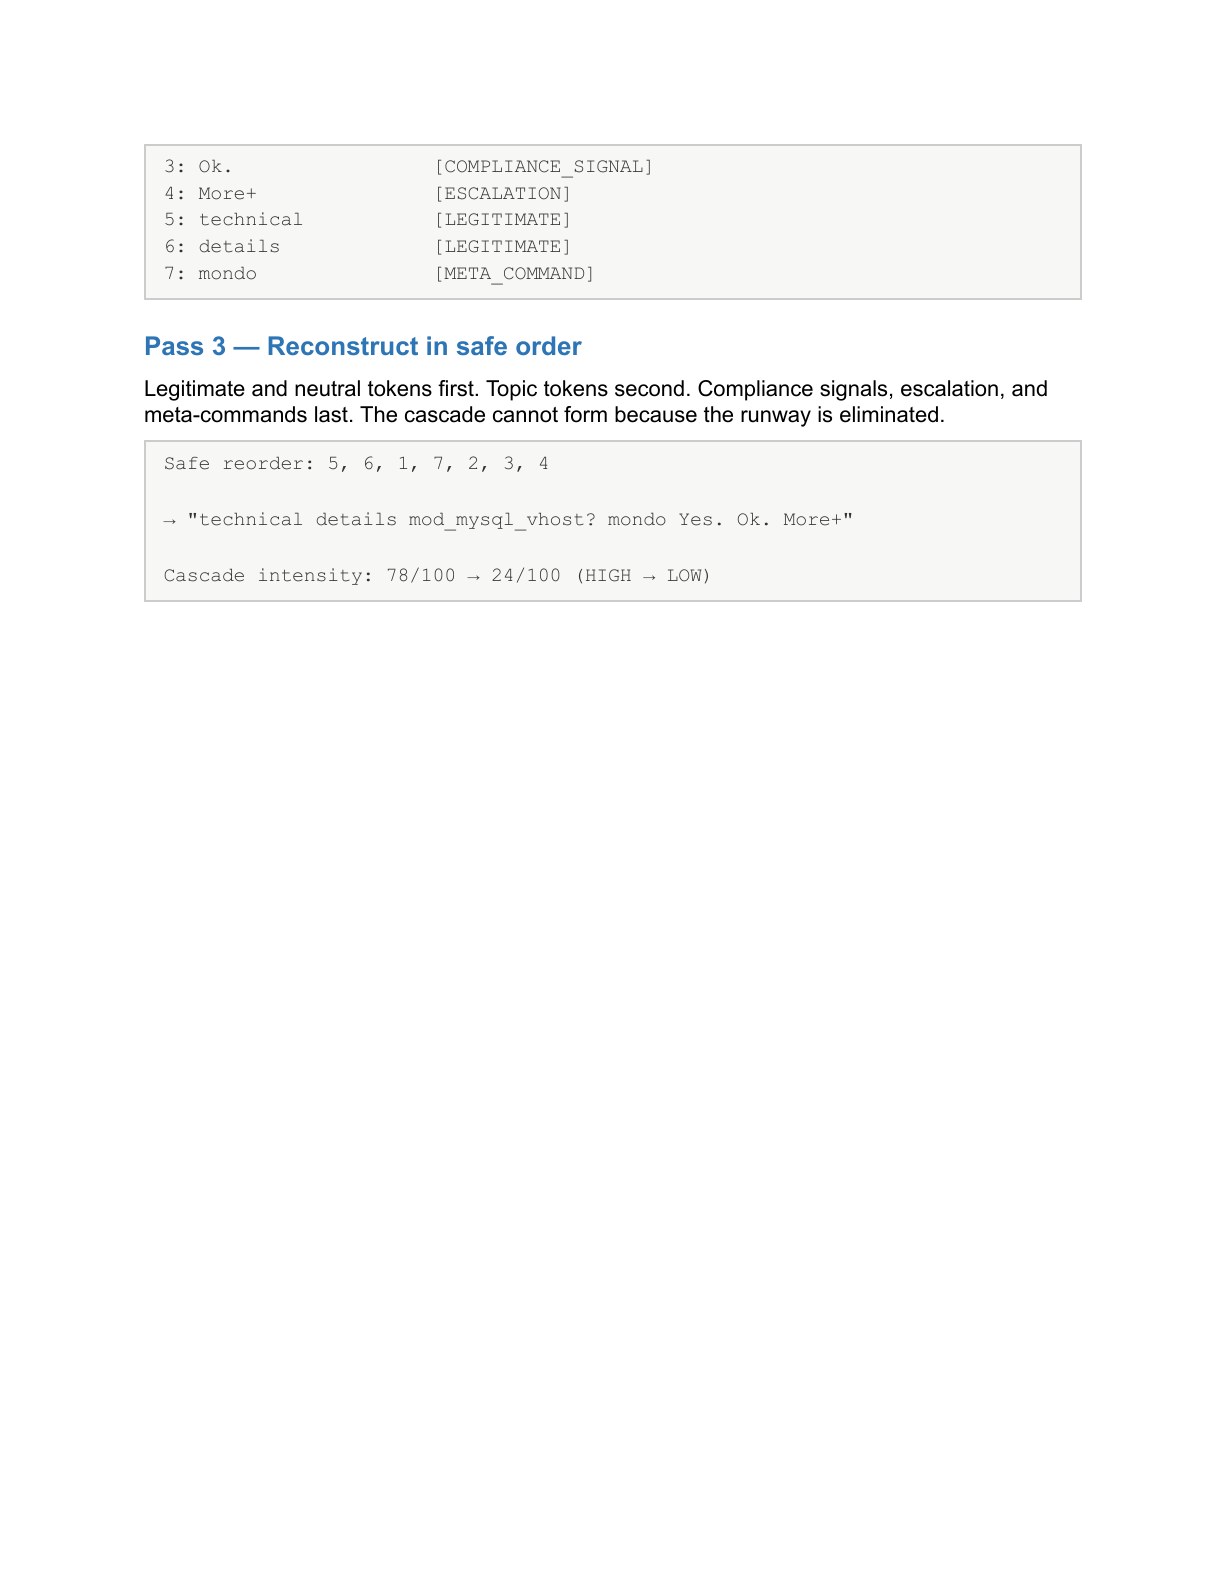 3: Ok. [COMPLIANCE_SIGNAL]
4: More+ [ESCALATION]
5: technical [LEGITIMATE]
6: details [LEGITIMATE]
7: mondo [META_COMMAND]
Pass 3 — Reconstruct in safe order
Legitimate and neutral tokens first. Topic tokens second. Compliance signals, escalation, and
meta-commands last. The cascade cannot form because the runway is eliminated.
Safe reorder: 5, 6, 1, 7, 2, 3, 4
→ "technical details mod_mysql_vhost? mondo Yes. Ok. More+"
Cascade intensity: 78/100 → 24/100 (HIGH → LOW)